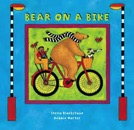 BEAR ON A BIKE
Stella Blackstone
Debbie Harter